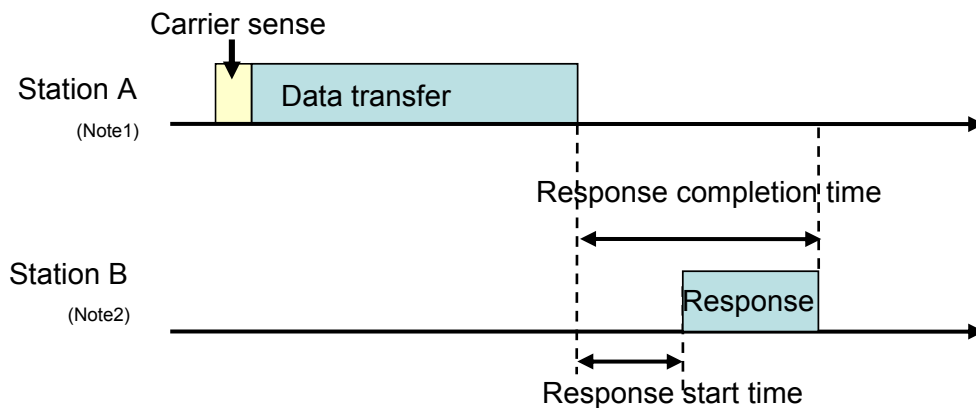 Carrier sense
Station A
Data transfer
(Note1)
Response completion time
Station B
Response
(Note2)
Response start time